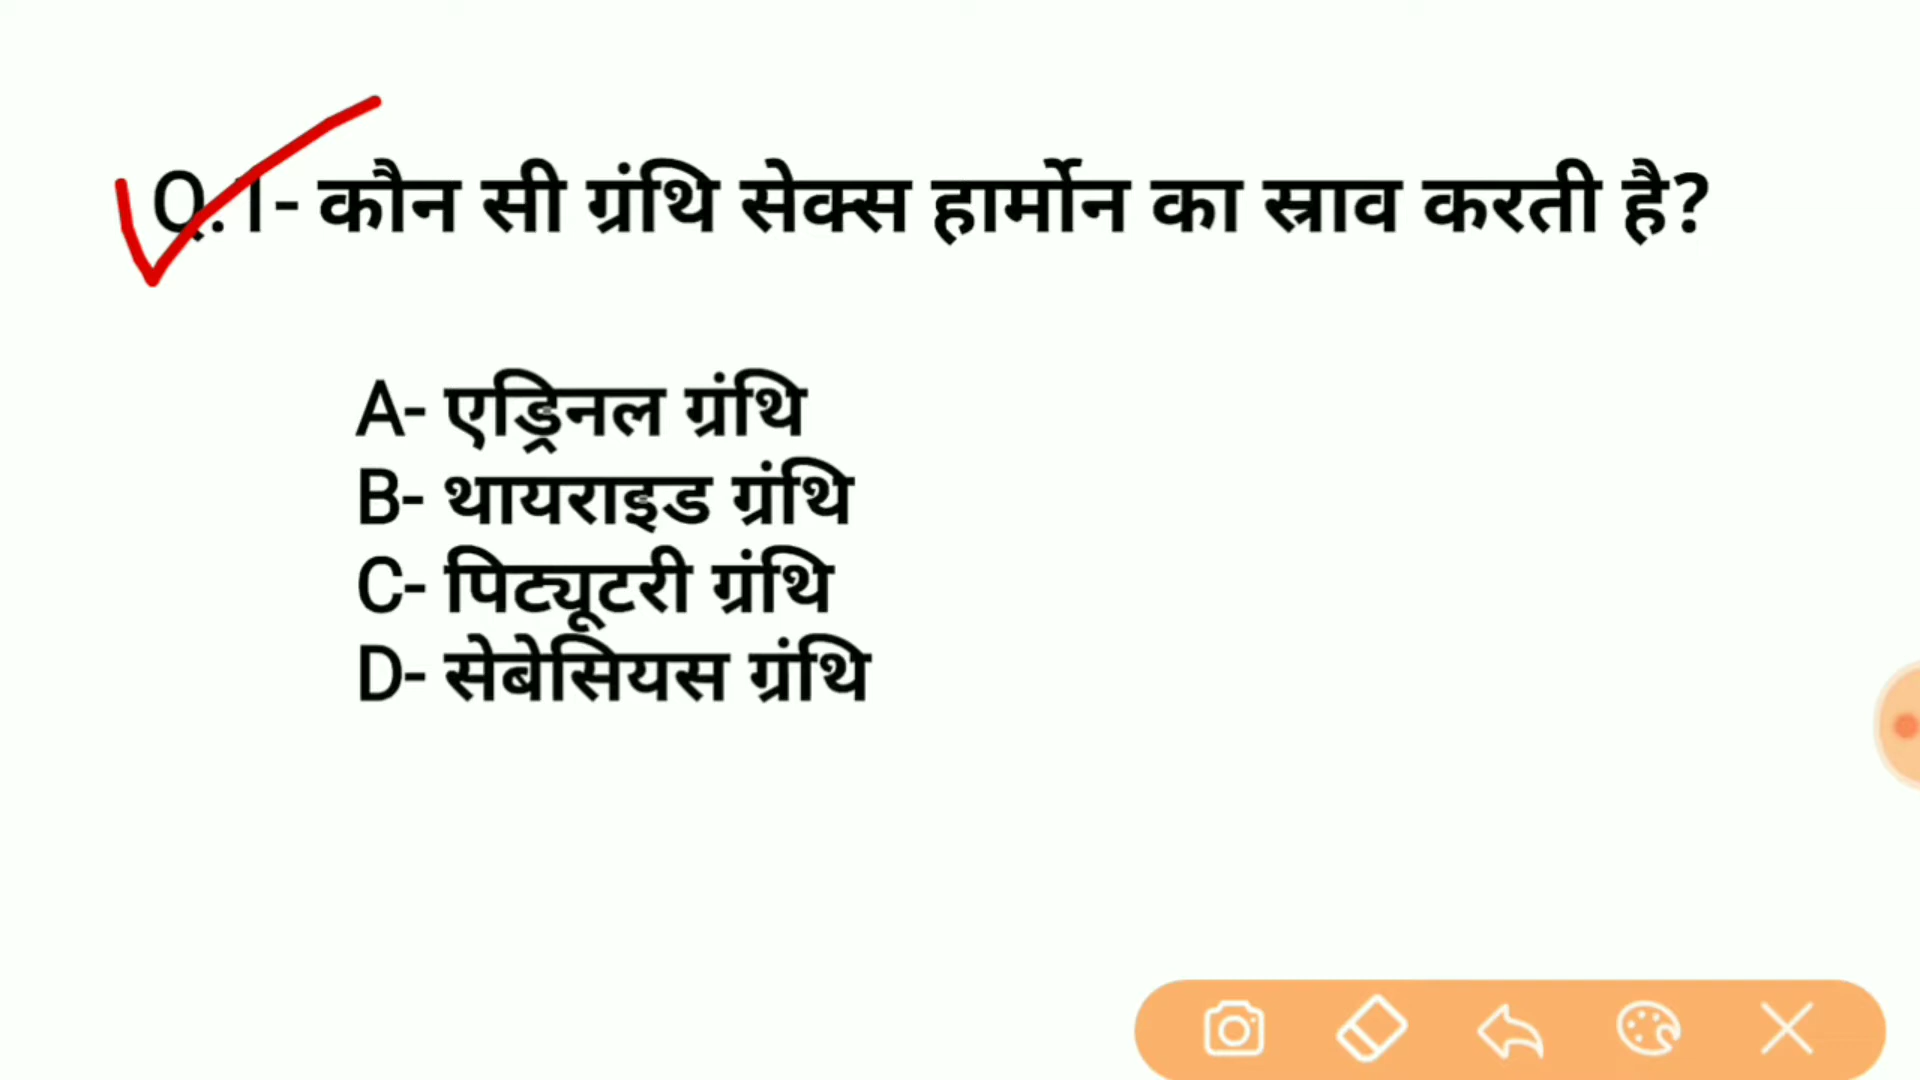 Q.1- कौन सी ग्रंथि सेक्स हार्मोन का स्राव करती है?
A- एड्रिनल ग्रंथि
B- थायराइड ग्रंथि
C- पिट्यूटरी ग्रंथि
D- सेबेसियस ग्रंथि